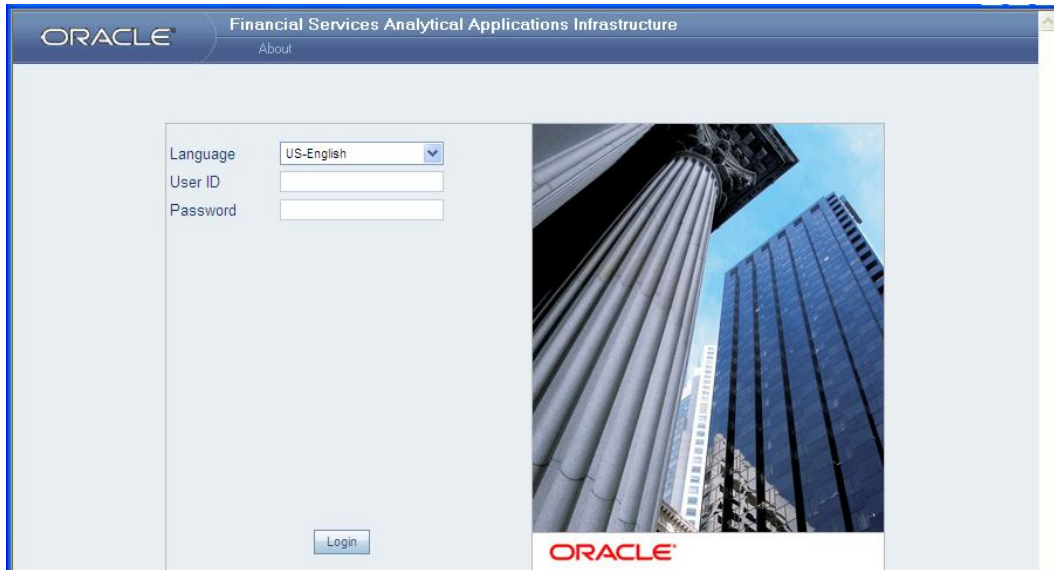 ORACLE
Financial Services Analytical Applications Infrastructure
About
Language US-English
User ID
Password
Login
ORACLE